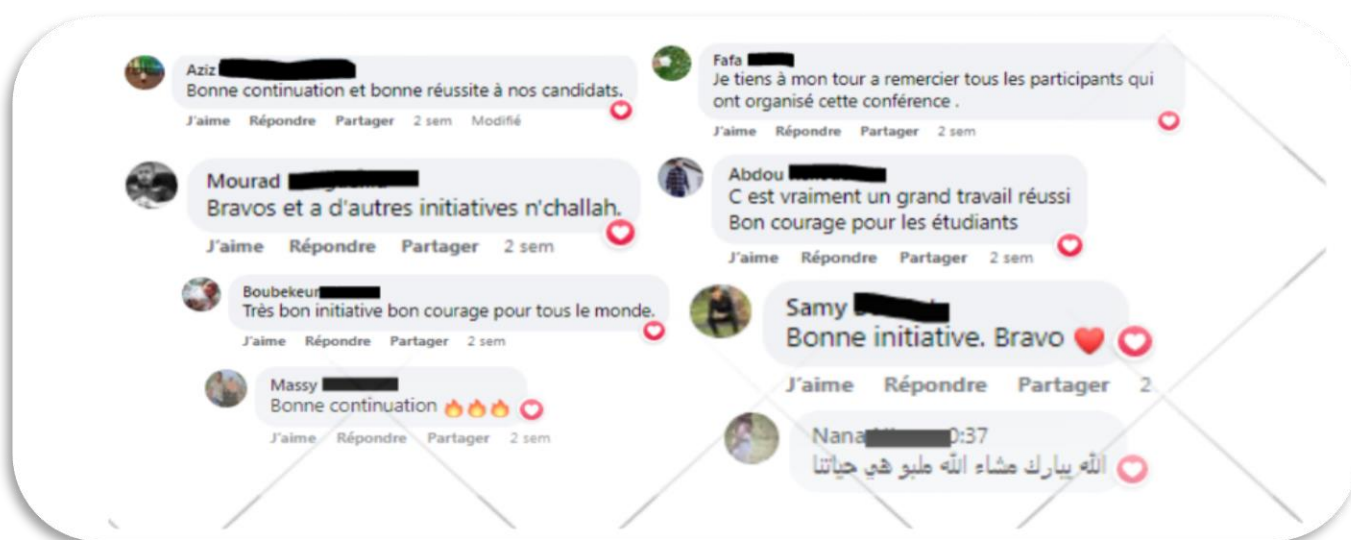 Aziz
Bonne continuation et bonne réussite à nos candidats.
J'aime Répondre Partager 2 sem Modifié
Mourad
Bravos et a d'autres initiatives n'challah.
J'aime Répondre Partager 2 sem
Boubekeur
Très bon initiative bon courage pour tous le monde.
J'aime Répondre Partager 2 sem
Massy
Bonne continuation 🔥🔥🔥
J'aime Répondre Partager 2 sem
Fafa
Je tiens à mon tour a remercier tous les participants qui
ont organisé cette conférence .
J'aime Répondre Partager 2 sem
Abdou
C est vraiment un grand travail réussi
Bon courage pour les étudiants
J'aime Répondre Partager 2 sem
Samy
Bonne initiative. Bravo ♥️
J'aime Répondre Partager 2
Nana 0:37
الله يبارك مشاء الله ملبو هي حياتنا